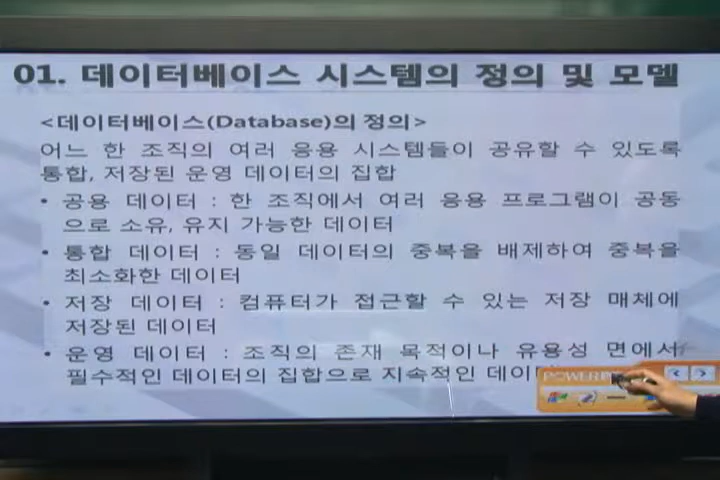 01. 데이터베이스 시스템의 정의 및 모델
<데이터베이스(Database)의 정의>
어느 한 조직의 여러 응용 시스템들이 공유할 수 있도록
통합, 저장된 운영 데이터의 집합
• 공용 데이터 : 한 조직에서 여러 응용 프로그램이 공동
으로 소유, 유지 가능한 데이터
• 통합 데이터 : 동일 데이터의 중복을 배제하여 중복을
최소화한 데이터
• 저장 데이터 : 컴퓨터가 접근할 수 있는 저장 매체에
저장된 데이터
• 운영 데이터 : 조직의 존재 목적이나 유용성 면에서
필수적인 데이터의 집합으로 지속적인